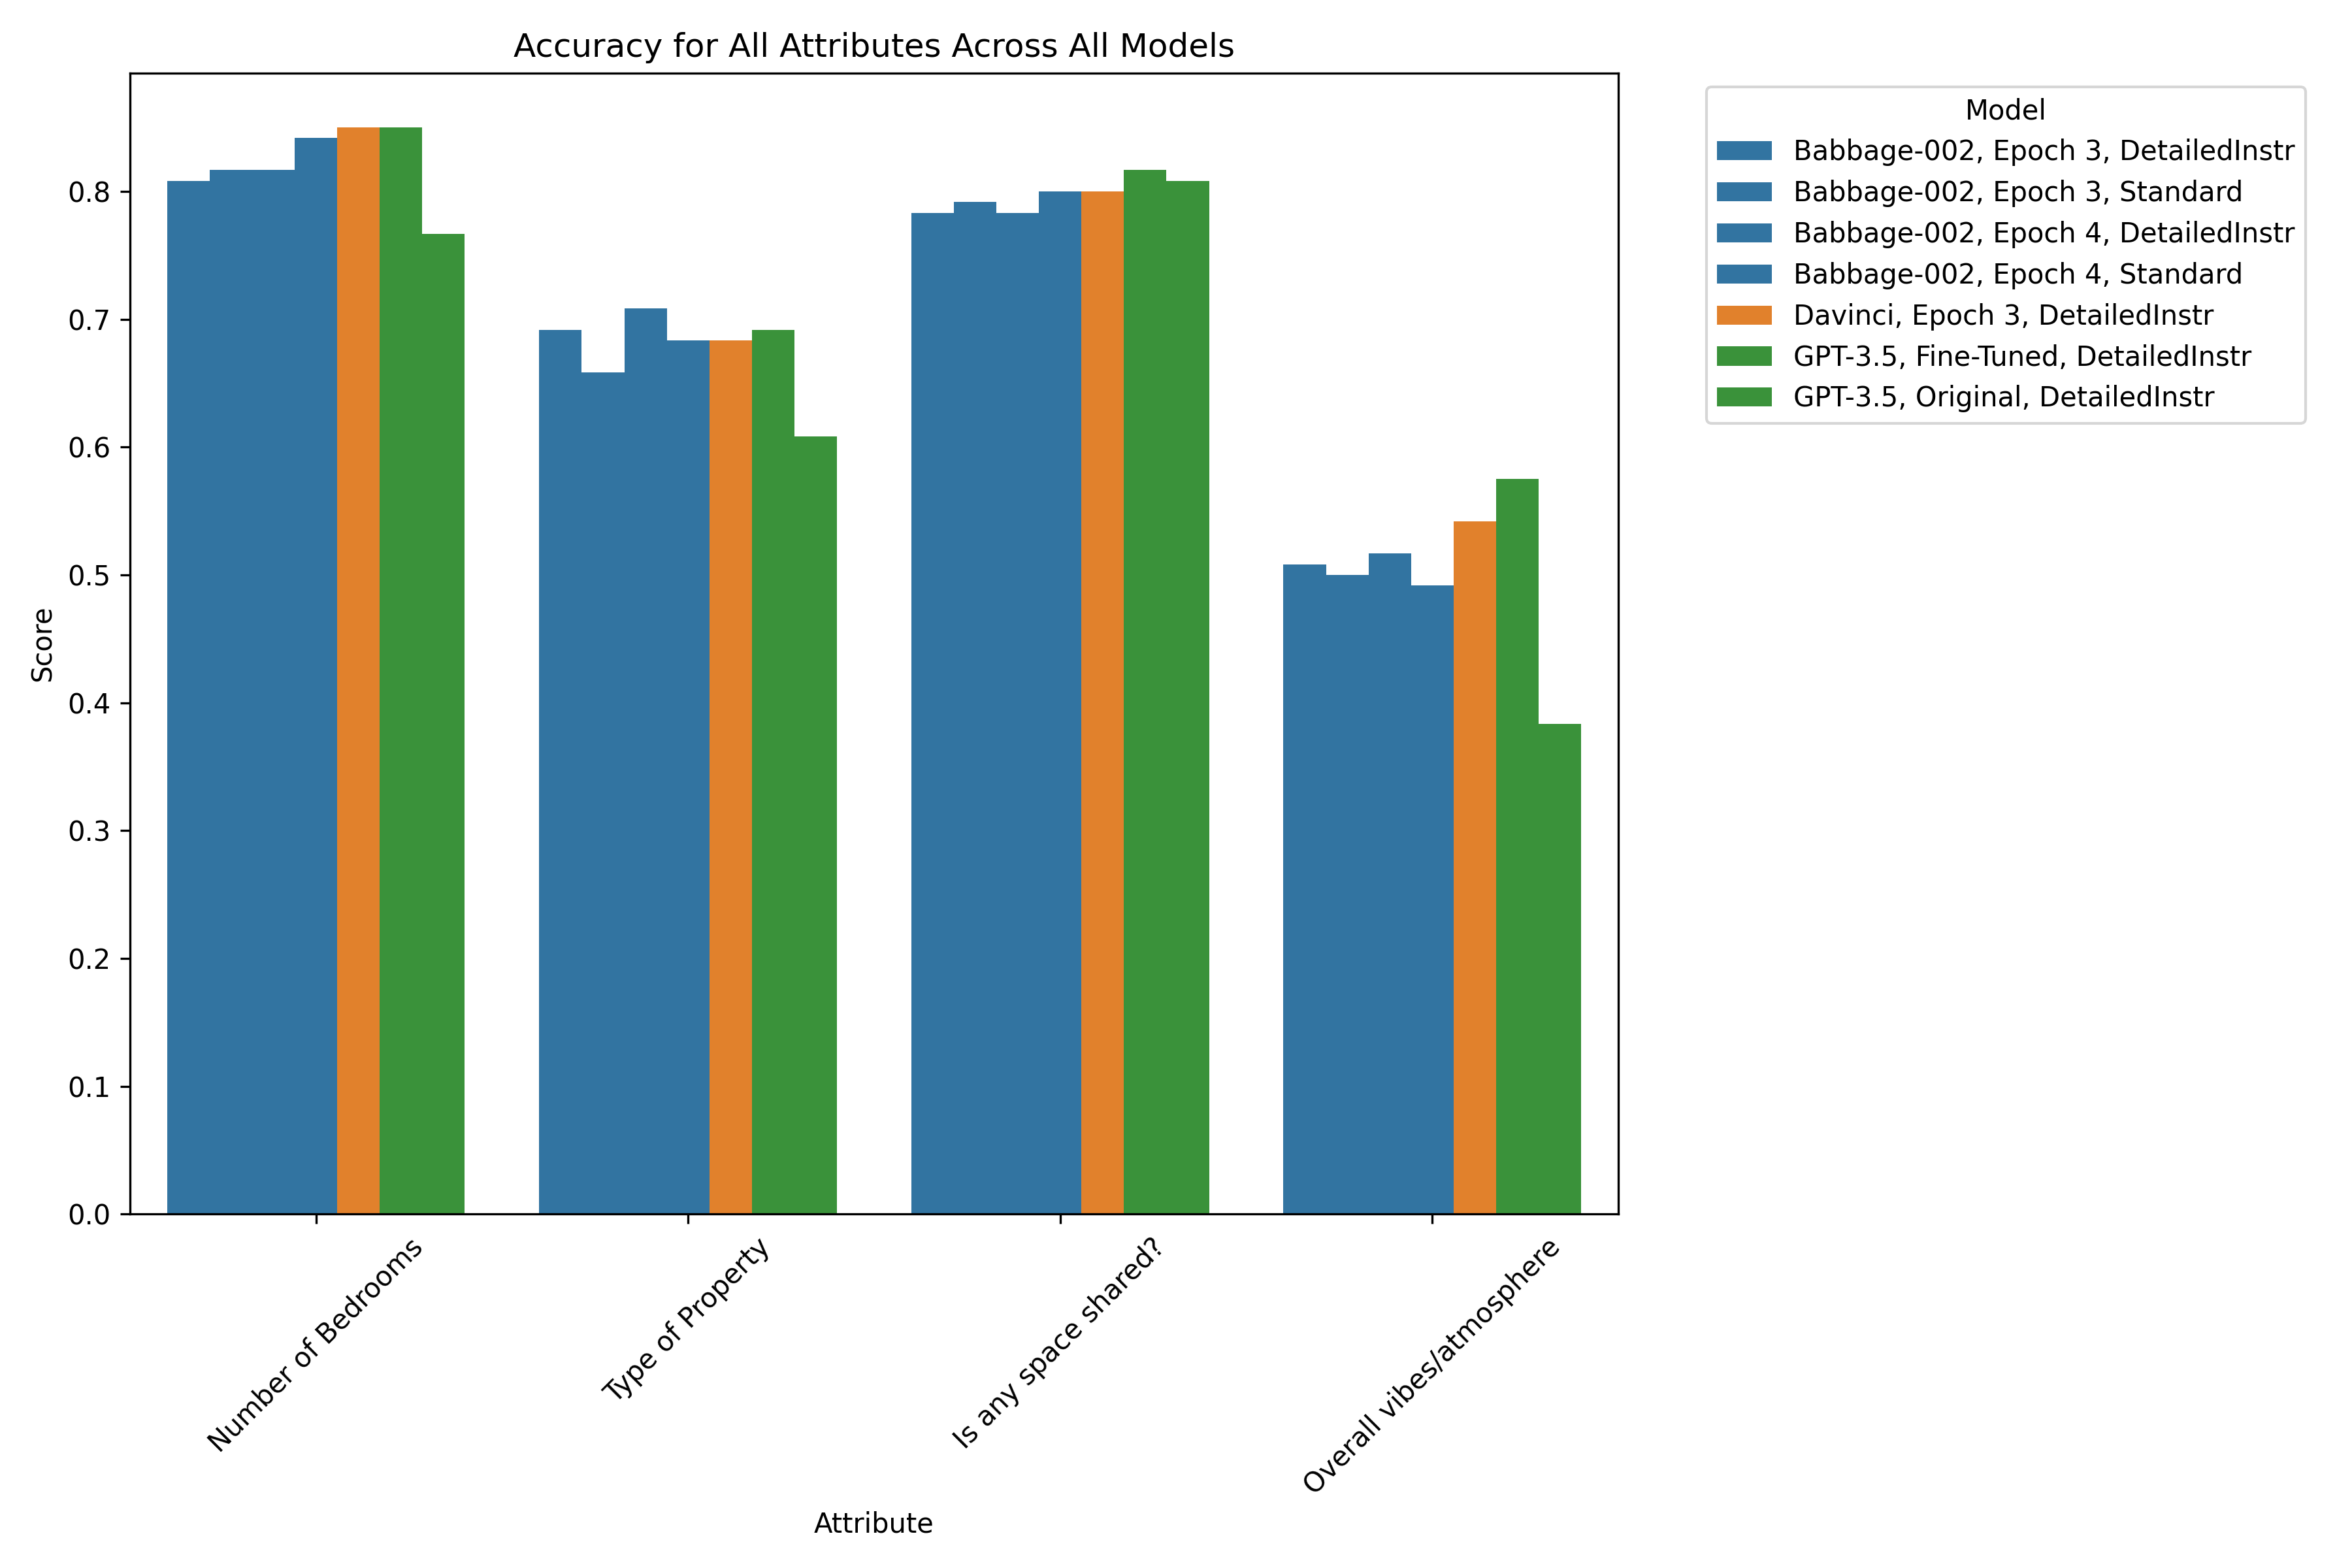 Accuracy for All Attributes Across All Models
Score
0.8
0.7
0.6
0.5
0.4
0.3
0.2
0.1
0.0
Number of Bedrooms
Type of Property
Is any space shared?
Overall vibes/atmosphere
Attribute
Model
Babbage-002, Epoch 3, DetailedInstr
Babbage-002, Epoch 3, Standard
Babbage-002, Epoch 4, DetailedInstr
Babbage-002, Epoch 4, Standard
Davinci, Epoch 3, DetailedInstr
GPT-3.5, Fine-Tuned, DetailedInstr
GPT-3.5, Original, DetailedInstr